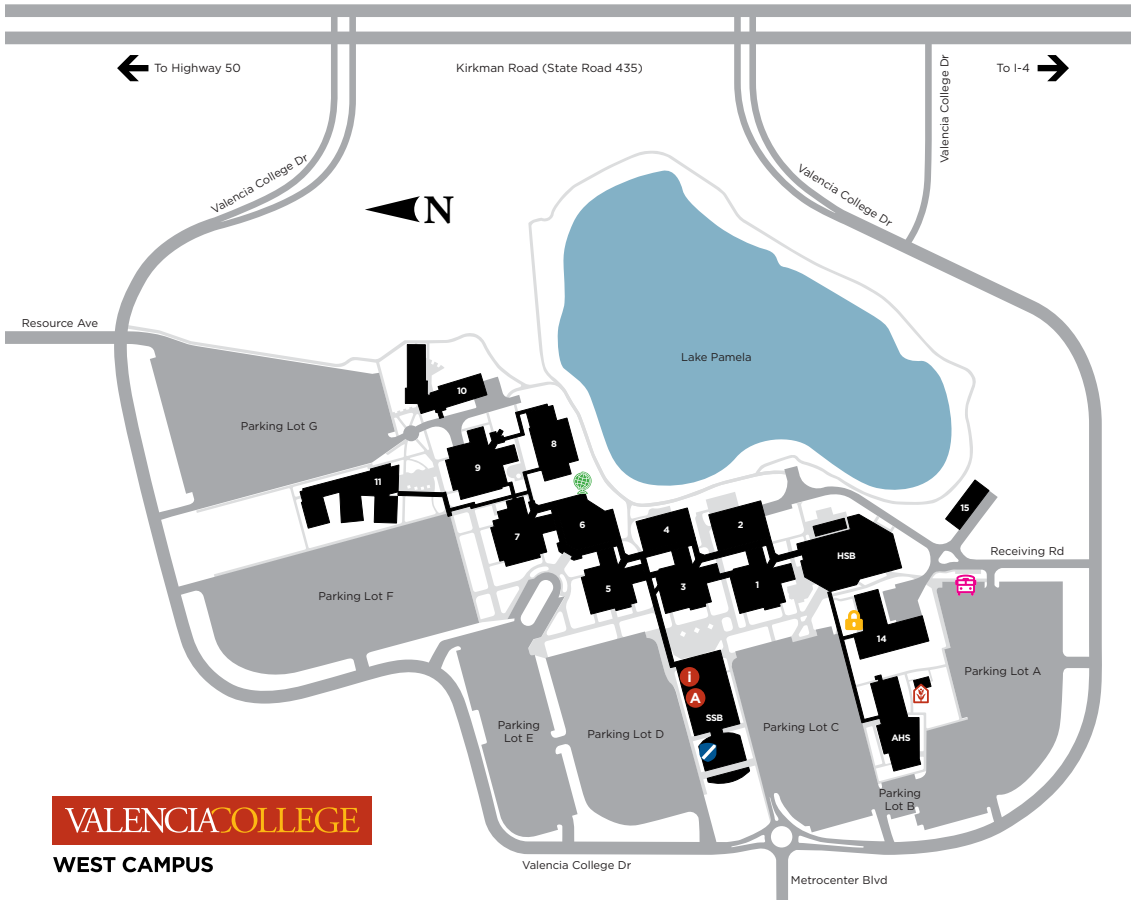 To Highway 50
Kirkman Road (State Road 435)
To I-4
Valencia College Dr
Valencia College Dr
Valencia College Dr
N
Resource Ave
Lake Pamela
10
Parking Lot G
8
9
11
15
6
4
2
7
HSB
Receiving Rd
5
3
1
Parking Lot F
14
Parking Lot A
i
A
SSB
Parking
Lot E
Parking Lot D
Parking Lot C
AHS
Parking
Lot B
VALENCIACOLLEGE
WEST CAMPUS
Valencia College Dr
Metrocenter Blvd